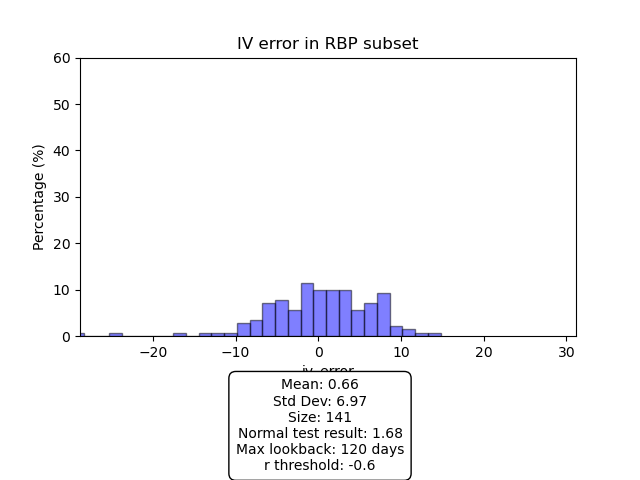 IV error in RBP subset
60
50
40
30
20
10
0
Percentage (%)
−20
−10
0
10
20
30
iv_error
Mean: 0.66
Std Dev: 6.97
Size: 141
Normal test result: 1.68
Max lookback: 120 days
r threshold: -0.6